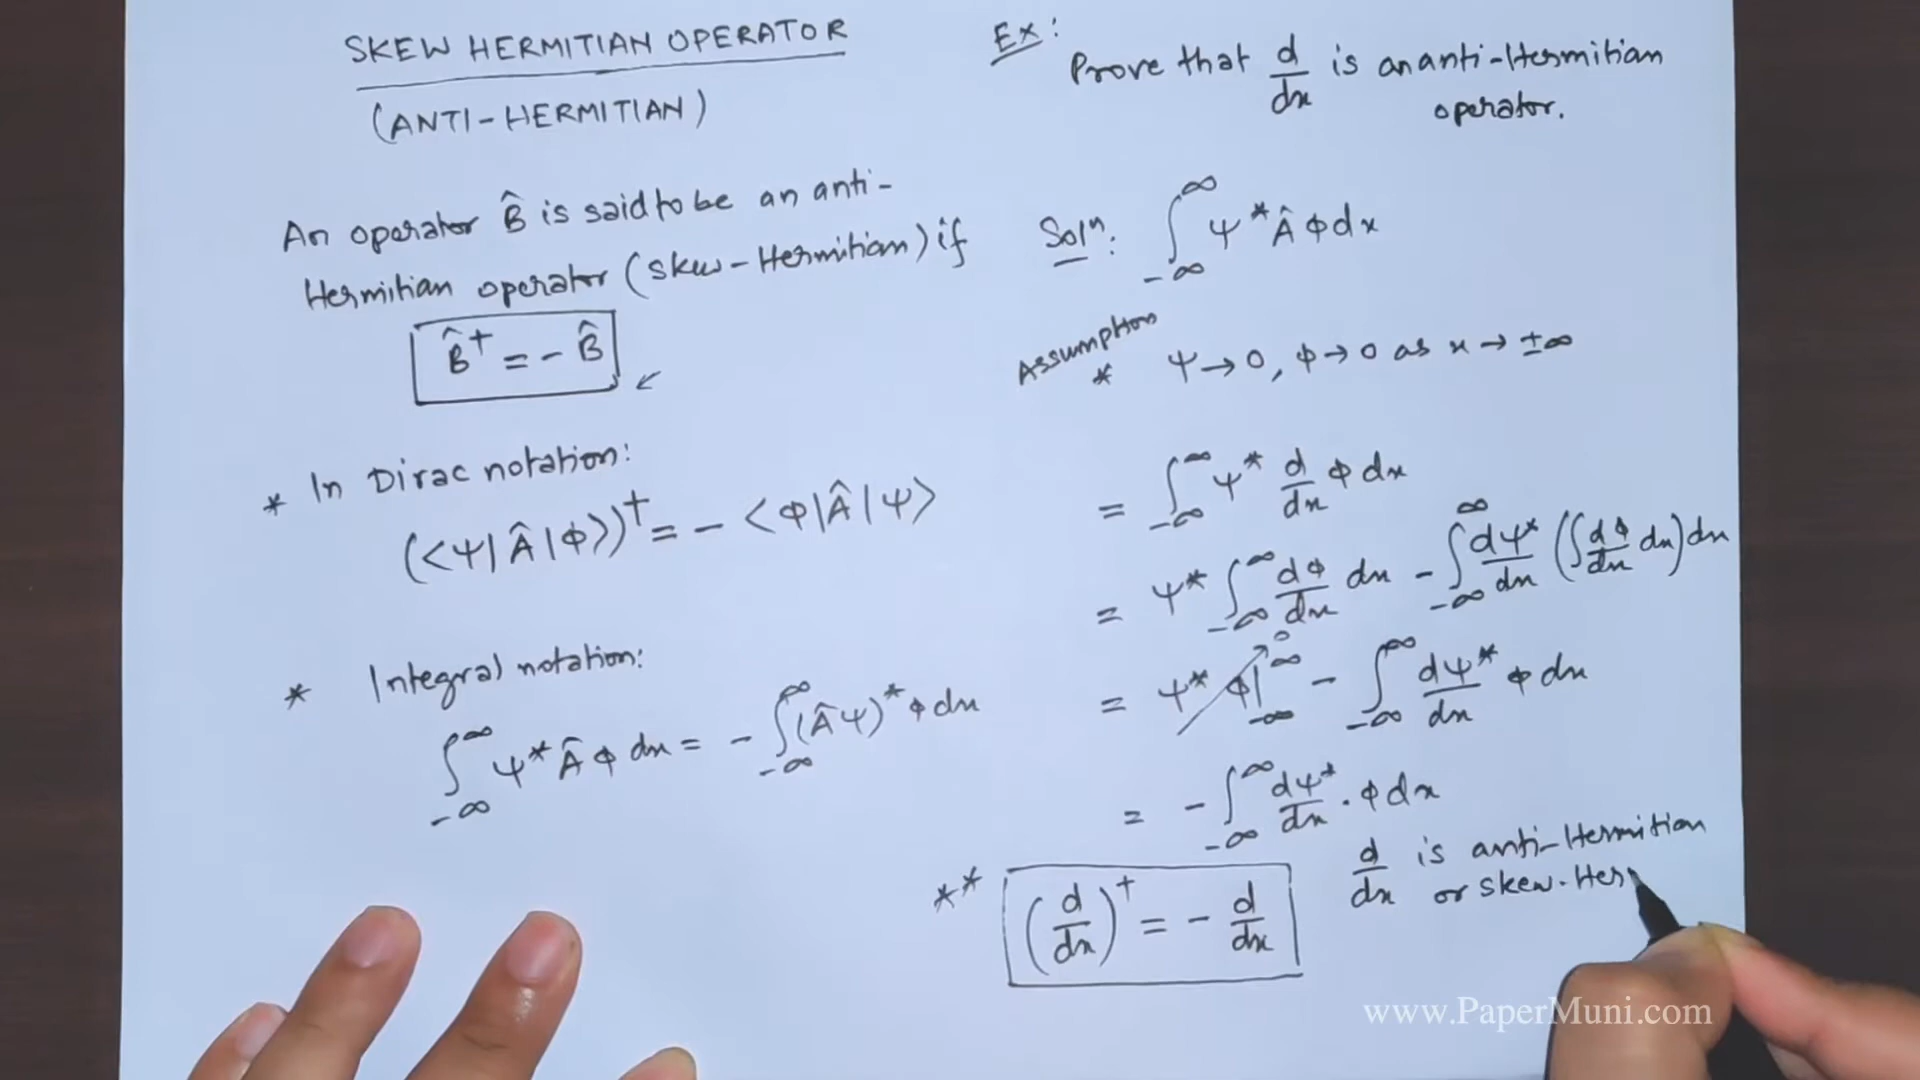 SKEW HERMITIAN OPERATOR
(ANTI-HERMITIAN)
An operator B̂ is said to be an anti-
Hermitian operator (skew-Hermitian) if
B̂† = - B̂
* In Dirac notation:
(<ψ|Â|ϕ>)† = - <ϕ|Â|ψ>
* Integral notation:
∫_{-∞}^{∞} ψ* Â ϕ dx = - ∫_{-∞}^{∞} (Âψ)* ϕ dx
Ex:
Prove that d/dx is an anti-Hermitian
operator.
Solⁿ: ∫_{-∞}^{∞} ψ* Â ϕ dx
Assumption
* ψ→0, ϕ→0 as x→±∞
= ∫_{-∞}^{∞} ψ* d/dx ϕ dx
= ψ* ∫_{-∞}^{∞} dϕ/dx dx - ∫_{-∞}^{∞} dψ*/dx (∫ dϕ/dx dx) dx
= ψ* ϕ|_{-∞}^{∞} ↗0 - ∫_{-∞}^{∞} dψ*/dx ϕ dx
= - ∫_{-∞}^{∞} dψ*/dx . ϕ dx
** (d/dx)† = - d/dx
d/dx is anti-Hermition
or skew-Her
www.PaperMuni.com